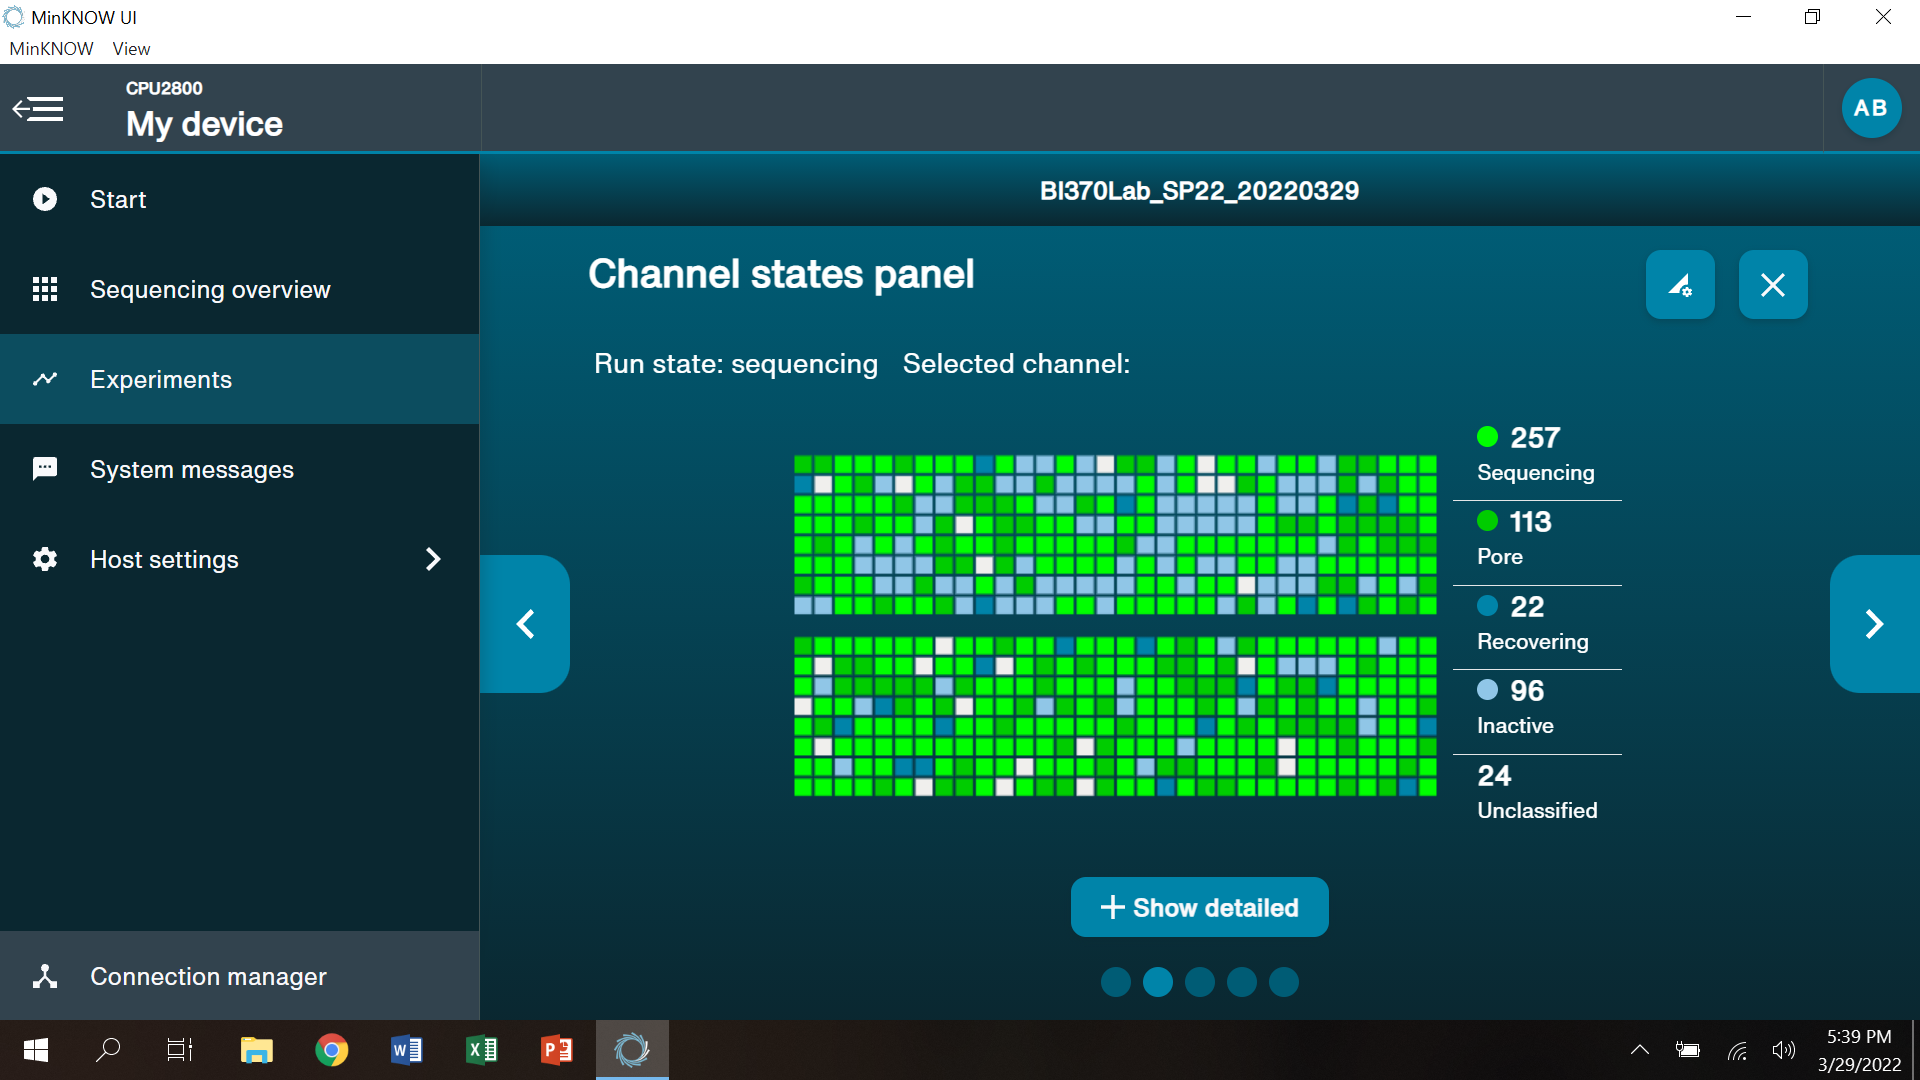 MinKNOW UI
MinKNOW View
CPU2800
My device
AB
Start
Sequencing overview
Experiments
System messages
Host settings
Connection manager
BI370Lab_SP22_20220329
Channel states panel
Run state: sequencing Selected channel:
257
Sequencing
113
Pore
22
Recovering
96
Inactive
24
Unclassified
+ Show detailed
5:39 PM
3/29/2022